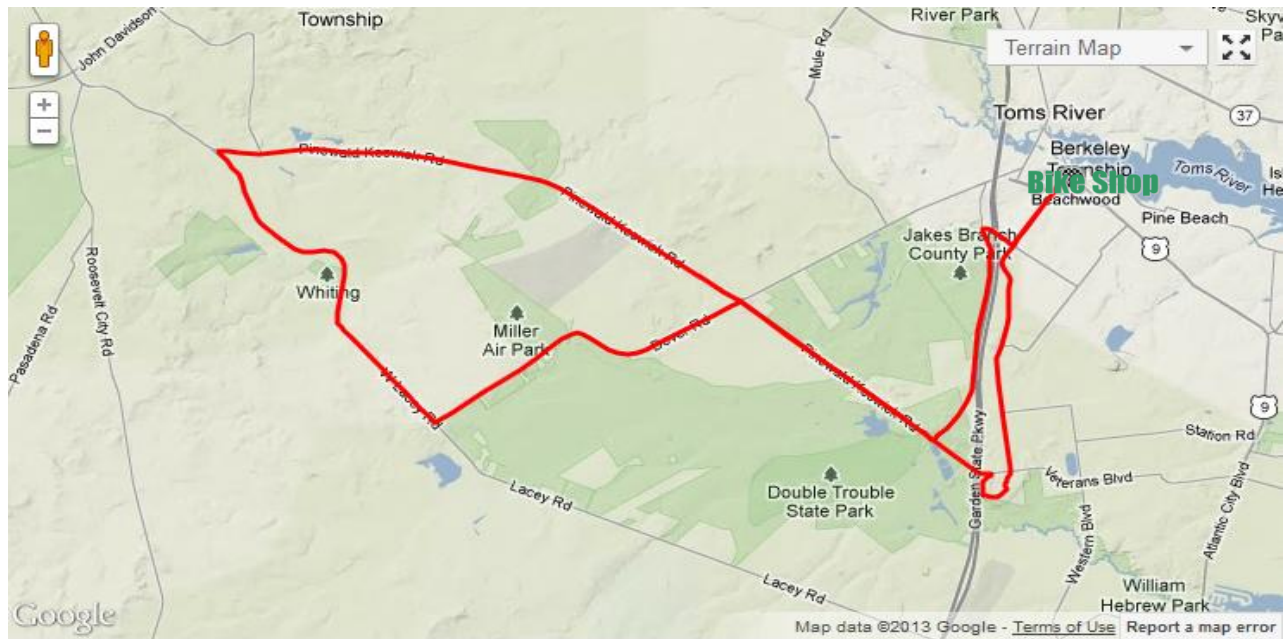 Township
River Park
Skyv
Pa
John Davidson
Mule Rd
Terrain Map
+
−
37
Toms River
Berkeley
Township
Bike Shop
Beachwood
Toms River
Isl
He
Pine Beach
9
Pinewald Keswick Rd
Pinewald Keswick Rd
Jakes Branch
County Park
Roosevelt City Rd
Whiting
Pasadena Rd
Miller
Air Park
Dover Rd
Pinewald Keswick Rd
W Lacey Rd
9
Garden State Pkwy
Station Rd
Veterans Blvd
Double Trouble
State Park
Lacey Rd
Western Blvd
Atlantic City Blvd
Lacey Rd
William
Hebrew Park
Google
Map data ©2013 Google - Terms of Use
Report a map error